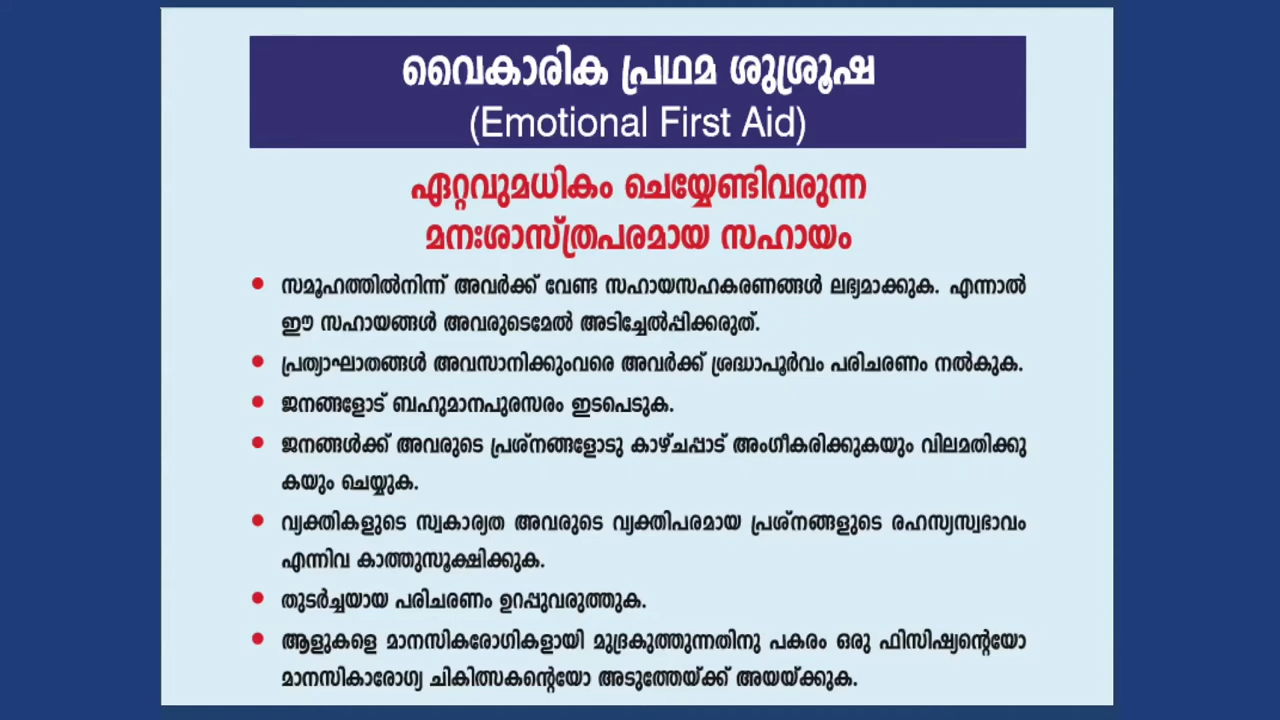 വൈകാരിക പ്രഥമ ശുശ്രൂഷ
(Emotional First Aid)
ഏറ്റവുമധികം ചെയ്യേണ്ടിവരുന്ന
മനഃശാസ്ത്രപരമായ സഹായം
• സമൂഹത്തിൽനിന്ന് അവർക്ക് വേണ്ട സഹായസഹകരണങ്ങൾ ലഭ്യമാക്കുക. എന്നാൽ
ഈ സഹായങ്ങൾ അവരുടെമേൽ അടിച്ചേൽപ്പിക്കരുത്.
• പ്രത്യാഘാതങ്ങൾ അവസാനിക്കുംവരെ അവർക്ക് ശ്രദ്ധാപൂർവം പരിചരണം നൽകുക.
• ജനങ്ങളോട് ബഹുമാനപുരസരം ഇടപെടുക.
• ജനങ്ങൾക്ക് അവരുടെ പ്രശ്നങ്ങളോടു കാഴ്ചപ്പാട് അംഗീകരിക്കുകയും വിലമതിക്കു
കയും ചെയ്യുക.
• വ്യക്തികളുടെ സ്വകാര്യത അവരുടെ വ്യക്തിപരമായ പ്രശ്നങ്ങളുടെ രഹസ്യസ്വഭാവം
എന്നിവ കാത്തുസൂക്ഷിക്കുക.
• തുടർച്ചയായ പരിചരണം ഉറപ്പുവരുത്തുക.
• ആളുകളെ മാനസികരോഗികളായി മുദ്രകുത്തുന്നതിനു പകരം ഒരു ഫിസിഷ്യന്റെയോ
മാനസികാരോഗ്യ ചികിത്സകന്റെയോ അടുത്തേയ്ക്ക് അയയ്ക്കുക.